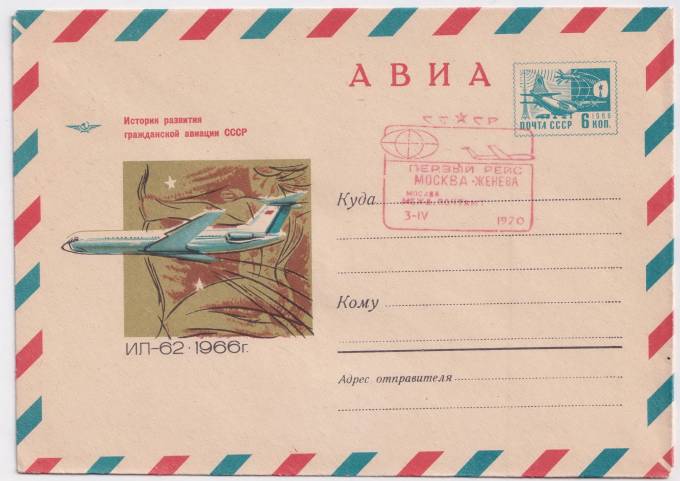 АВИА
ПОЧТА СССР 6 КОП. 1966
История развития
гражданской авиации СССР
СССР
ПЕРВЫЙ РЕЙС
МОСКВА-ЖЕНЕВА
МОСКВА
3-IV 1970
Куда
Кому
ИЛ-62·1966г.
Адрес отправителя